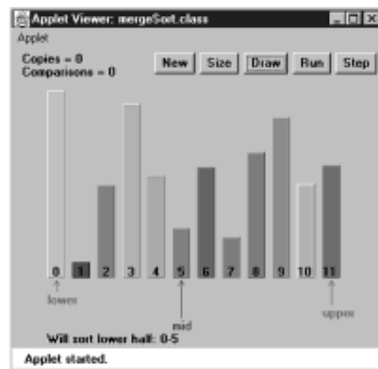 Applet Viewer: mergeSort.class
Applet
Copies = 0
Comparisons = 0
New Size Draw Run Step
0 1 2 3 4 5 6 7 8 9 10 11
lower mid upper
Will sort lower half: 0-5
Applet started.